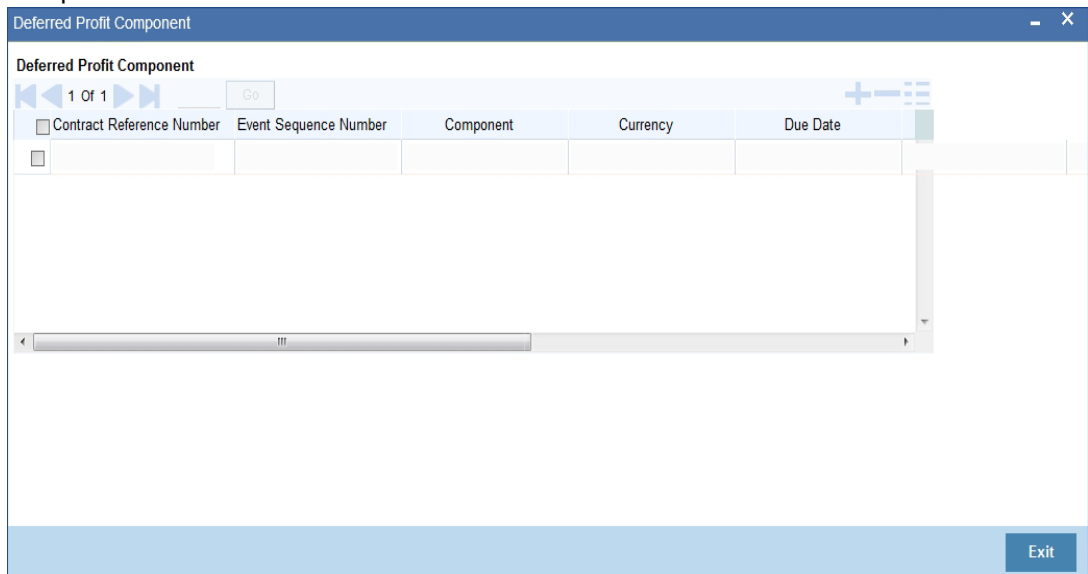 Deferred Profit Component
Deferred Profit Component
1 Of 1 Go
Contract Reference Number Event Sequence Number Component Currency Due Date
Exit